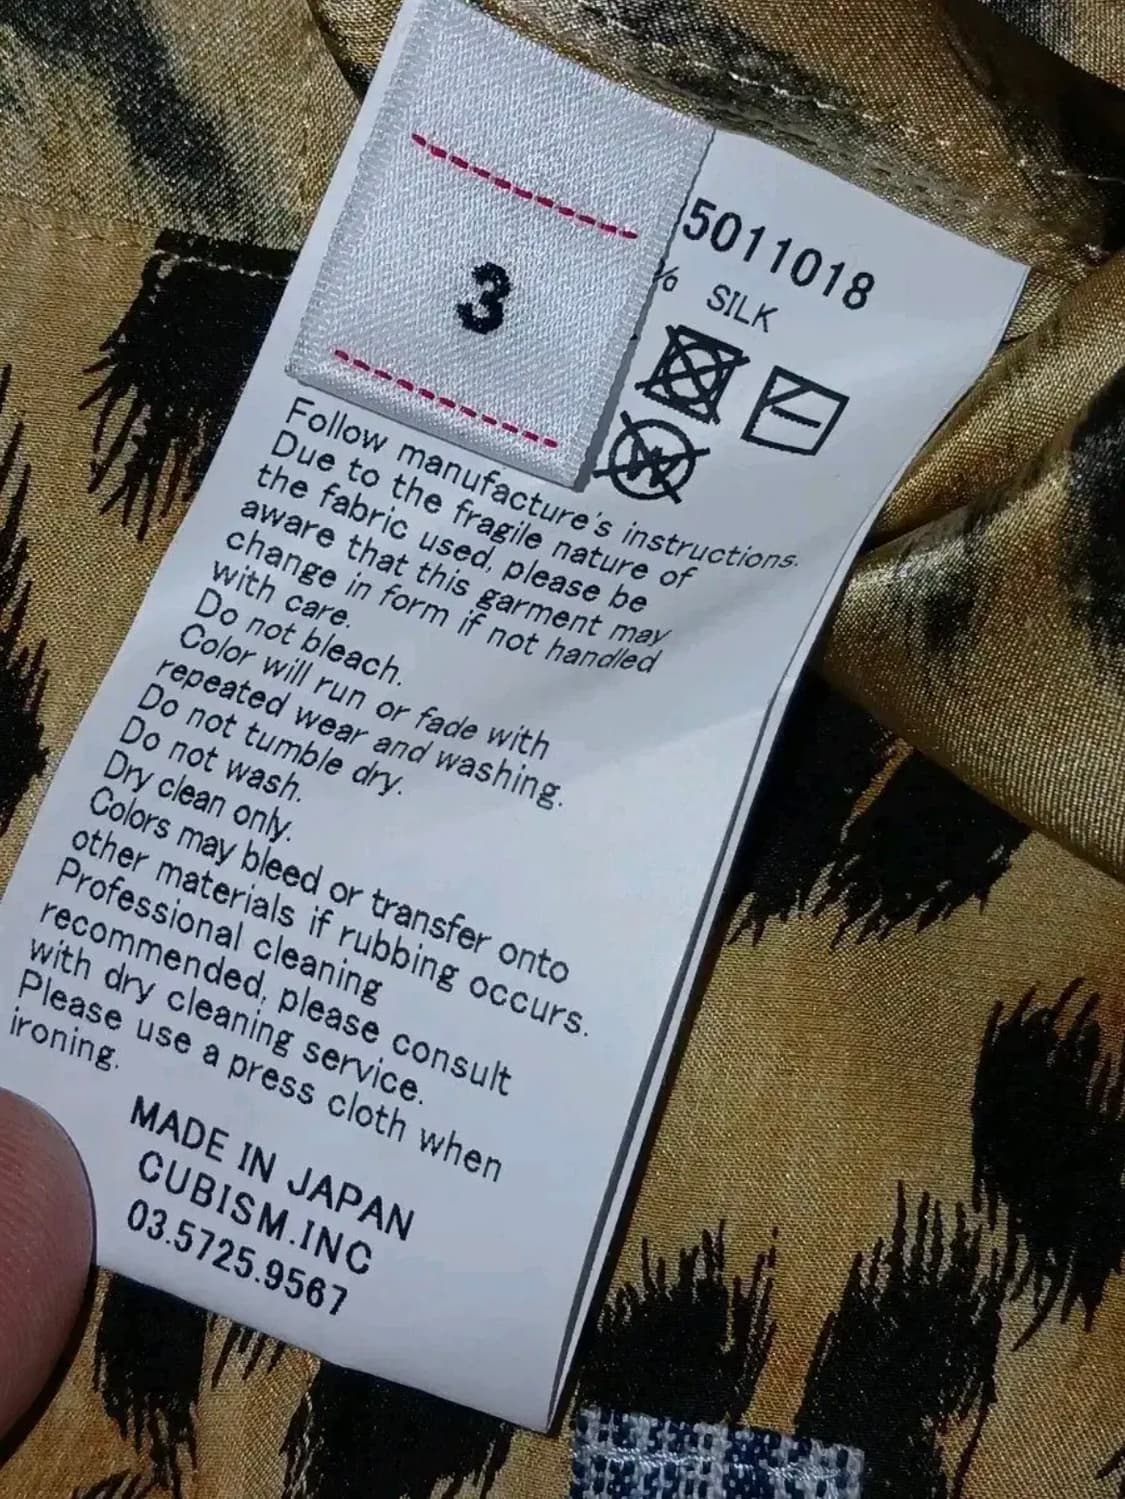 3
5011018
% SILK
Follow manufacture's instructions.
Due to the fragile nature of
the fabric used, please be
aware that this garment may
change in form if not handled
with care.
Do not bleach.
Color will run or fade with
repeated wear and washing.
Do not tumble dry.
Do not wash.
Dry clean only.
Colors may bleed or transfer onto
other materials if rubbing occurs.
Professional cleaning
recommended, please consult
with dry cleaning service.
Please use a press cloth when
ironing.
MADE IN JAPAN
CUBISM.INC
03.5725.9567